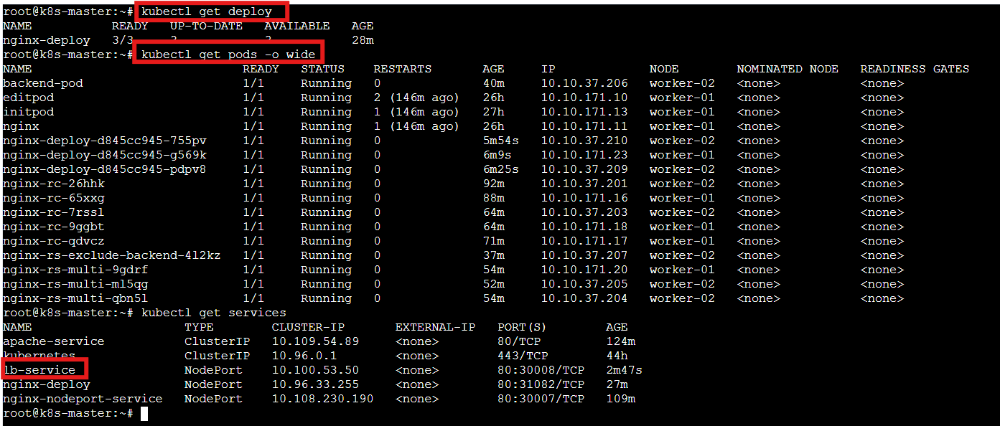 root@k8s-master:~# kubectl get deploy
NAME READY UP-TO-DATE AVAILABLE AGE
nginx-deploy 3/3 28m
root@k8s-master:~# kubectl get pods -o wide
NAME READY STATUS RESTARTS AGE IP NODE NOMINATED NODE READINESS GATES
backend-pod 1/1 Running 0 40m 10.10.37.206 worker-02 <none> <none>
editpod 1/1 Running 2 (146m ago) 26h 10.10.171.10 worker-01 <none> <none>
initpod 1/1 Running 1 (146m ago) 27h 10.10.171.13 worker-01 <none> <none>
nginx 1/1 Running 1 (146m ago) 26h 10.10.171.11 worker-01 <none> <none>
nginx-deploy-d845cc945-755pv 1/1 Running 0 5m54s 10.10.37.210 worker-02 <none> <none>
nginx-deploy-d845cc945-g569k 1/1 Running 0 6m9s 10.10.171.23 worker-01 <none> <none>
nginx-deploy-d845cc945-pdpv8 1/1 Running 0 6m25s 10.10.37.209 worker-02 <none> <none>
nginx-rc-26hhk 1/1 Running 0 92m 10.10.37.201 worker-02 <none> <none>
nginx-rc-65xxg 1/1 Running 0 88m 10.10.171.16 worker-01 <none> <none>
nginx-rc-7rssl 1/1 Running 0 64m 10.10.37.203 worker-02 <none> <none>
nginx-rc-9ggbt 1/1 Running 0 64m 10.10.171.18 worker-01 <none> <none>
nginx-rc-qdvcz 1/1 Running 0 71m 10.10.171.17 worker-01 <none> <none>
nginx-rs-exclude-backend-4l2kz 1/1 Running 0 37m 10.10.37.207 worker-02 <none> <none>
nginx-rs-multi-9gdrf 1/1 Running 0 54m 10.10.171.20 worker-01 <none> <none>
nginx-rs-multi-ml5qg 1/1 Running 0 52m 10.10.37.205 worker-02 <none> <none>
nginx-rs-multi-qbn5l 1/1 Running 0 54m 10.10.37.204 worker-02 <none> <none>
root@k8s-master:~# kubectl get services
NAME TYPE CLUSTER-IP EXTERNAL-IP PORT(S) AGE
apache-service ClusterIP 10.109.54.89 <none> 80/TCP 124m
kubernetes ClusterIP 10.96.0.1 <none> 443/TCP 44h
lb-service NodePort 10.100.53.50 <none> 80:30008/TCP 2m47s
nginx-deploy NodePort 10.96.33.255 <none> 80:31082/TCP 27m
nginx-nodeport-service NodePort 10.108.230.190 <none> 80:30007/TCP 109m
root@k8s-master:~#